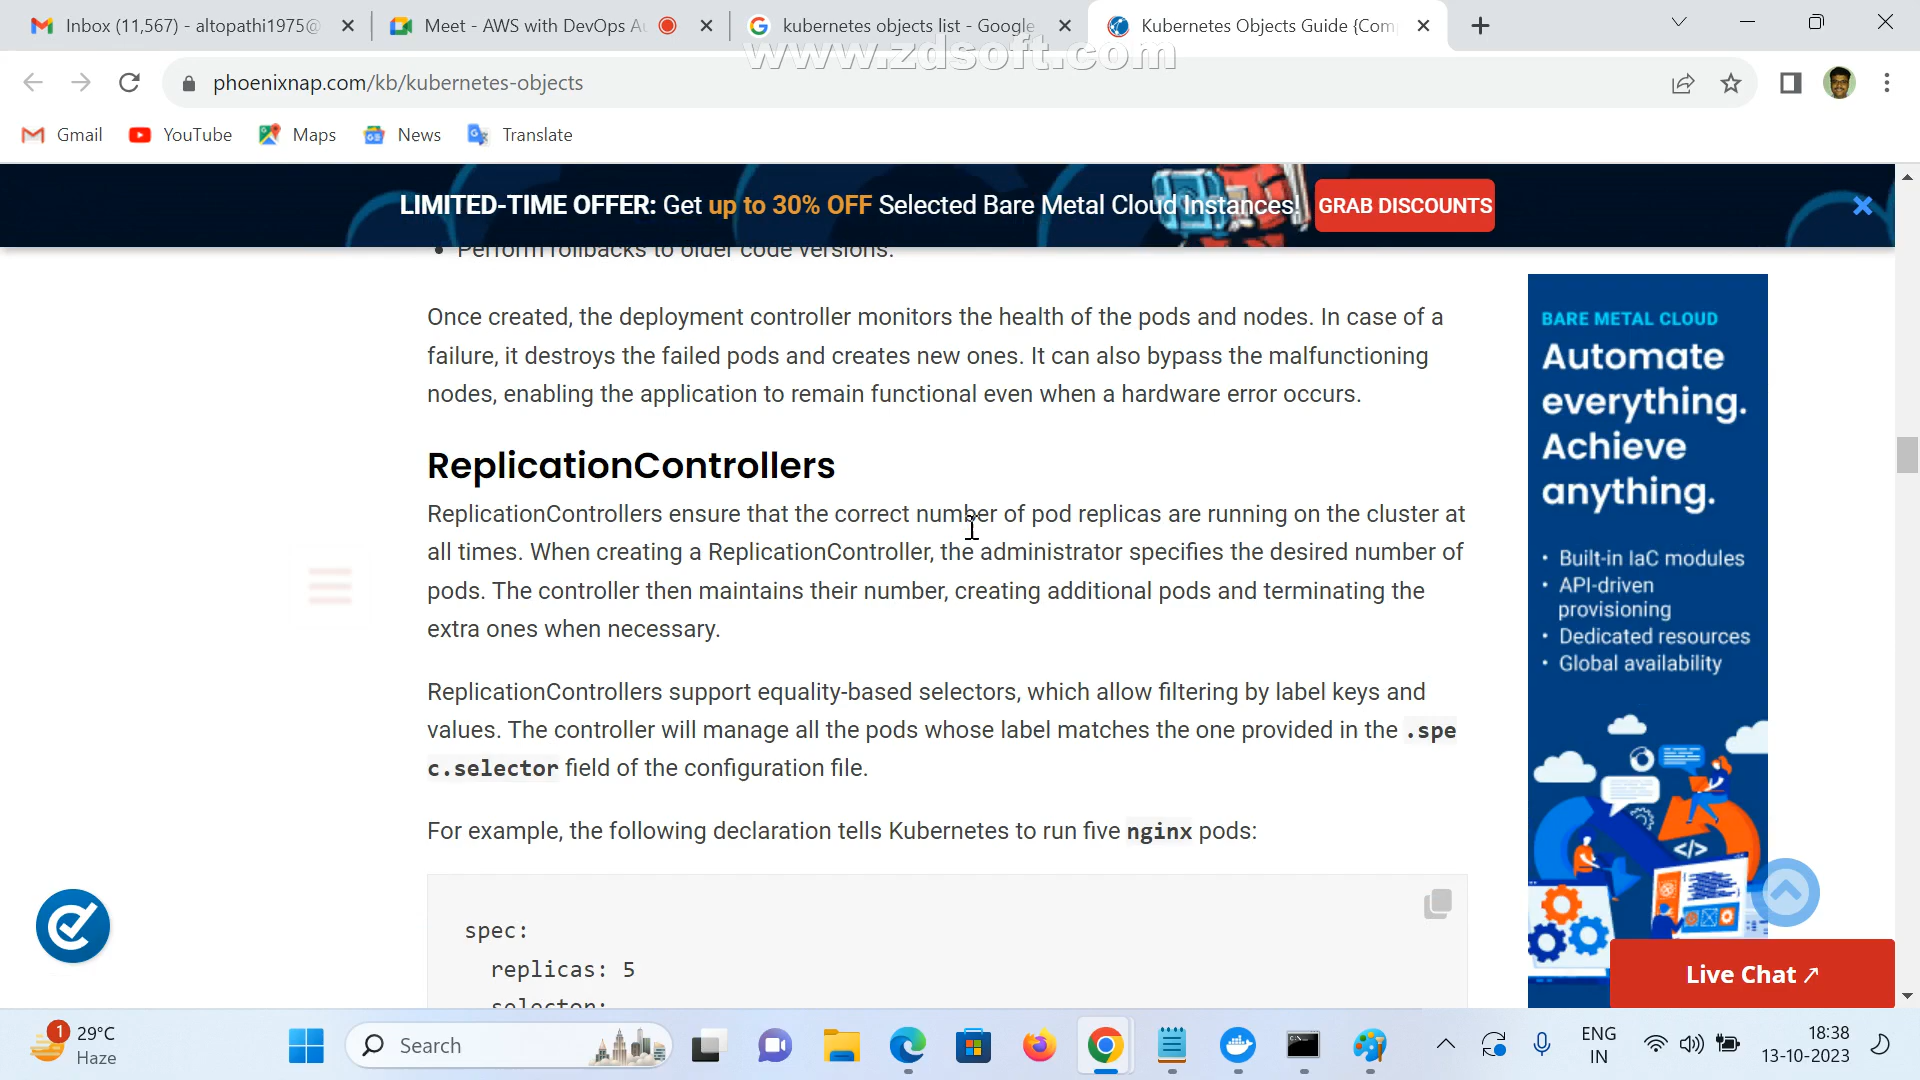 Inbox (11,567) - altopathi1975@
Meet - AWS with DevOps Au
kubernetes objects list - Google
Kubernetes Objects Guide {Com
www.zdsoft.com
phoenixnap.com/kb/kubernetes-objects
Gmail
YouTube
Maps
News
Translate
LIMITED-TIME OFFER: Get up to 30% OFF Selected Bare Metal Cloud Instances!
GRAB DISCOUNTS
• Perform rollbacks to older code versions.
Once created, the deployment controller monitors the health of the pods and nodes. In case of a
failure, it destroys the failed pods and creates new ones. It can also bypass the malfunctioning
nodes, enabling the application to remain functional even when a hardware error occurs.
ReplicationControllers
ReplicationControllers ensure that the correct number of pod replicas are running on the cluster at
all times. When creating a ReplicationController, the administrator specifies the desired number of
pods. The controller then maintains their number, creating additional pods and terminating the
extra ones when necessary.
ReplicationControllers support equality-based selectors, which allow filtering by label keys and
values. The controller will manage all the pods whose label matches the one provided in the .spe
c.selector field of the configuration file.
For example, the following declaration tells Kubernetes to run five nginx pods:
spec:
replicas: 5
selector:
BARE METAL CLOUD
Automate
everything.
Achieve
anything.
• Built-in IaC modules
• API-driven
provisioning
• Dedicated resources
• Global availability
</>
Live Chat ↗
1
29°C
Haze
Search
ENG
IN
18:38
13-10-2023